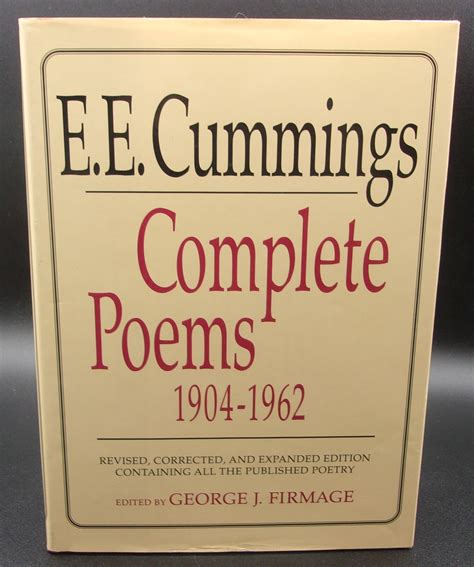 E.E. Cummings
Complete
Poems
1904-1962
REVISED, CORRECTED, AND EXPANDED EDITION
CONTAINING ALL THE PUBLISHED POETRY
EDITED BY GEORGE J. FIRMAGE